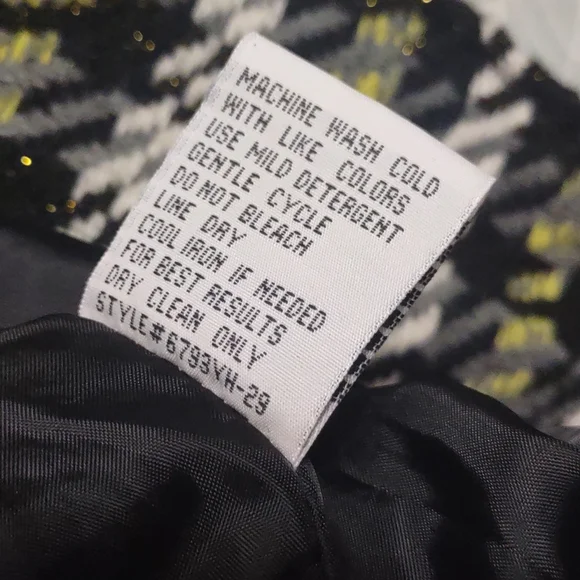 MACHINE WASH COLD
WITH LIKE COLORS
USE MILD DETERGENT
GENTLE CYCLE
DO NOT BLEACH
LINE DRY
COOL IRON IF NEEDED
FOR BEST RESULTS
DRY CLEAN ONLY
STYLE#6793YH-29